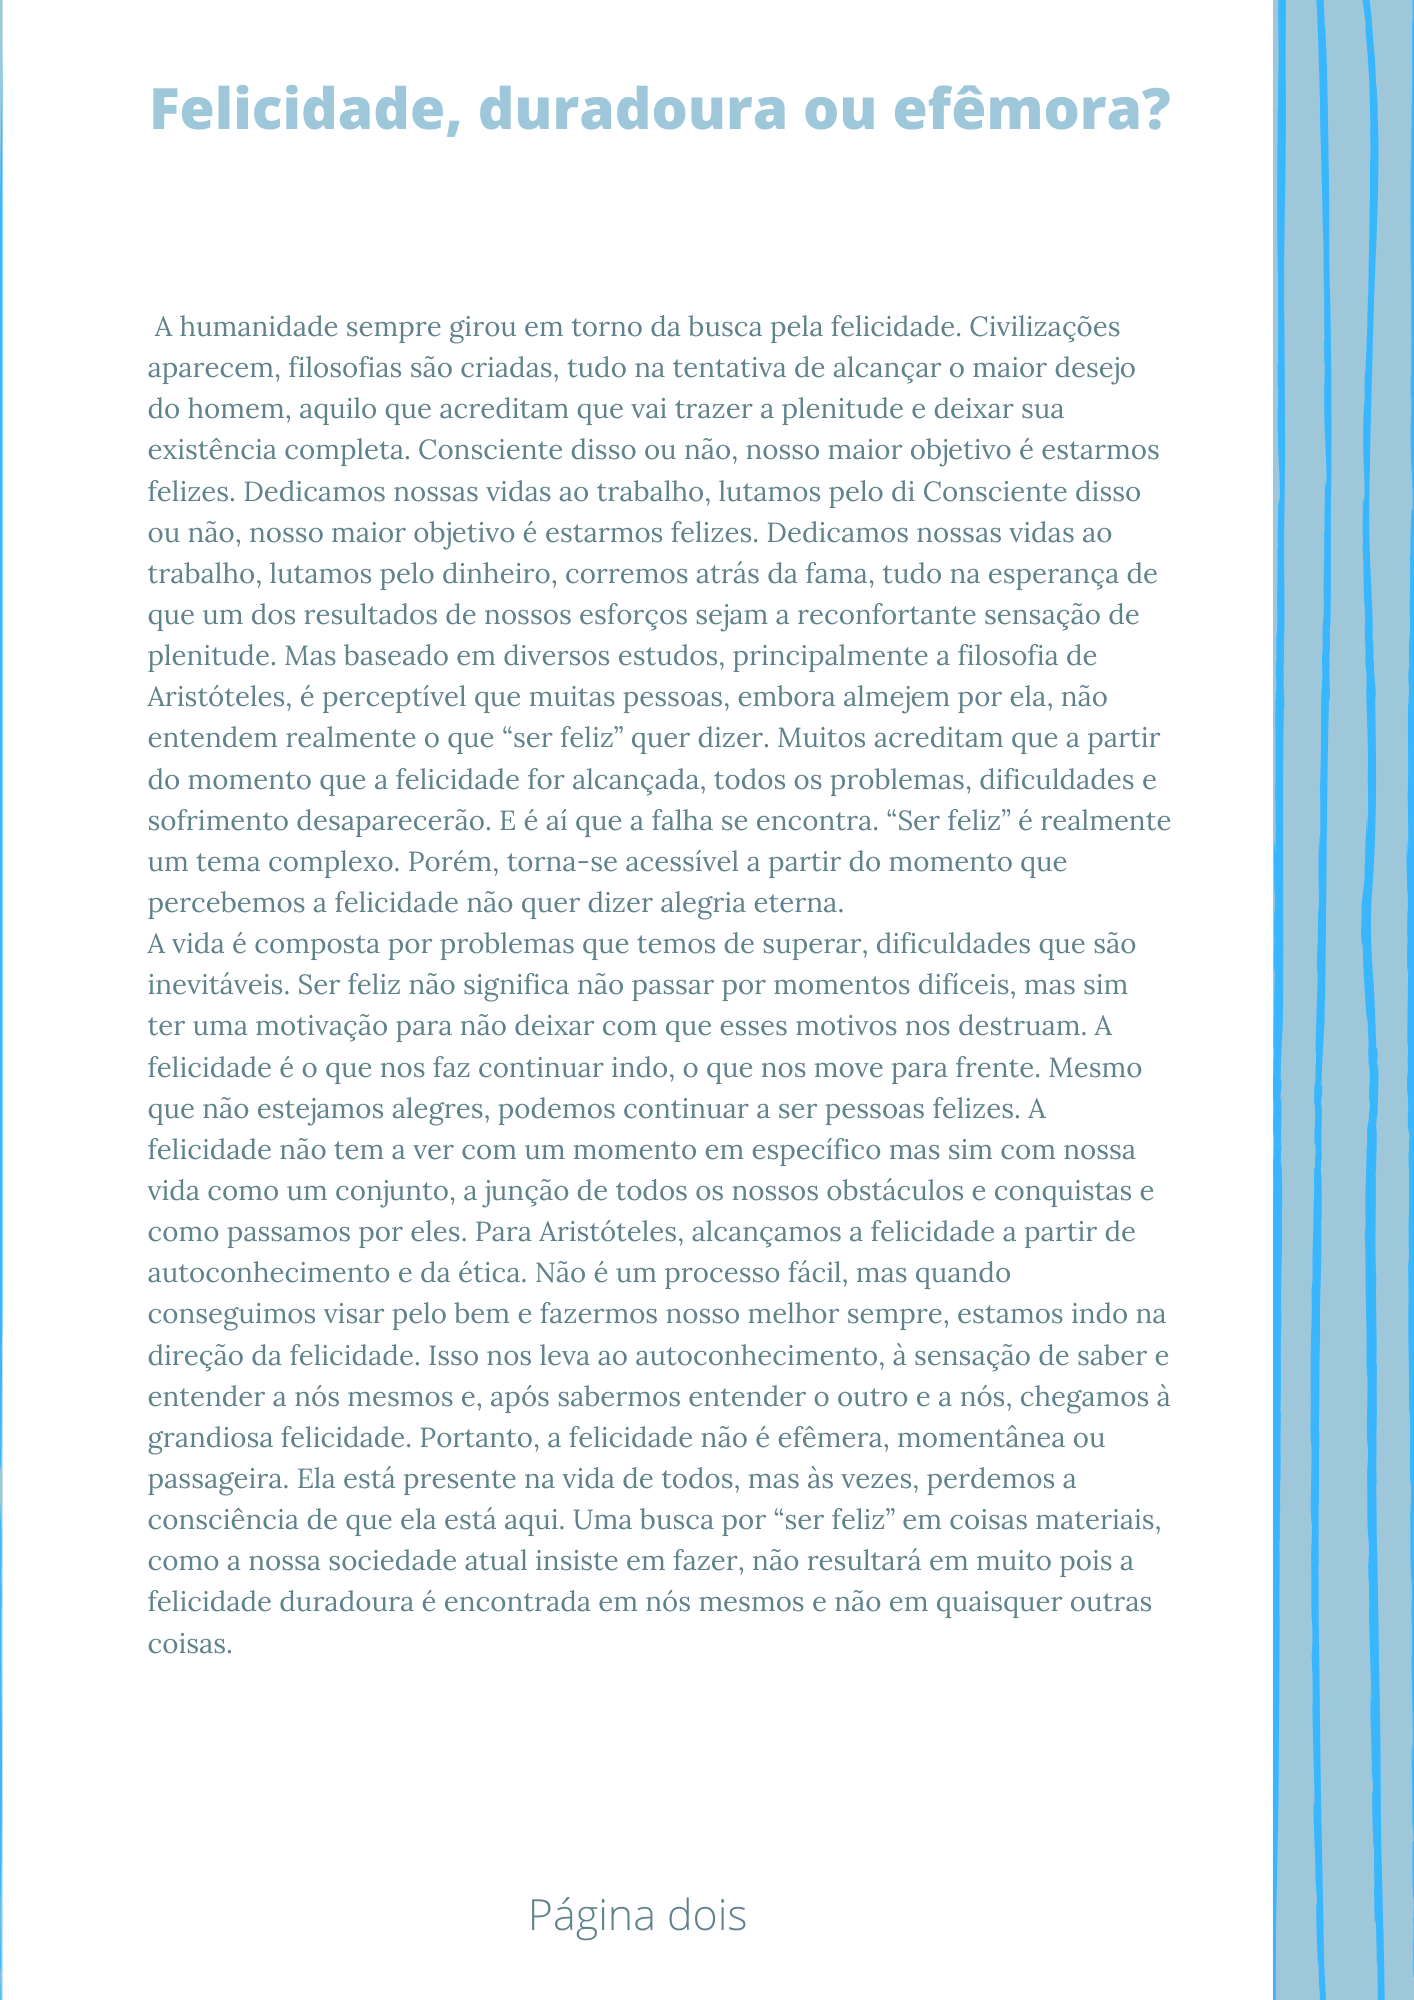 Felicidade, duradoura ou efêmora?
A humanidade sempre girou em torno da busca pela felicidade. Civilizações
aparecem, filosofias são criadas, tudo na tentativa de alcançar o maior desejo
do homem, aquilo que acreditam que vai trazer a plenitude e deixar sua
existência completa. Consciente disso ou não, nosso maior objetivo é estarmos
felizes. Dedicamos nossas vidas ao trabalho, lutamos pelo di Consciente disso
ou não, nosso maior objetivo é estarmos felizes. Dedicamos nossas vidas ao
trabalho, lutamos pelo dinheiro, corremos atrás da fama, tudo na esperança de
que um dos resultados de nossos esforços sejam a reconfortante sensação de
plenitude. Mas baseado em diversos estudos, principalmente a filosofia de
Aristóteles, é perceptível que muitas pessoas, embora almejem por ela, não
entendem realmente o que “ser feliz” quer dizer. Muitos acreditam que a partir
do momento que a felicidade for alcançada, todos os problemas, dificuldades e
sofrimento desaparecerão. E é aí que a falha se encontra. “Ser feliz” é realmente
um tema complexo. Porém, torna-se acessível a partir do momento que
percebemos a felicidade não quer dizer alegria eterna.
A vida é composta por problemas que temos de superar, dificuldades que são
inevitáveis. Ser feliz não significa não passar por momentos difíceis, mas sim
ter uma motivação para não deixar com que esses motivos nos destruam. A
felicidade é o que nos faz continuar indo, o que nos move para frente. Mesmo
que não estejamos alegres, podemos continuar a ser pessoas felizes. A
felicidade não tem a ver com um momento em específico mas sim com nossa
vida como um conjunto, a junção de todos os nossos obstáculos e conquistas e
como passamos por eles. Para Aristóteles, alcançamos a felicidade a partir de
autoconhecimento e da ética. Não é um processo fácil, mas quando
conseguimos visar pelo bem e fazermos nosso melhor sempre, estamos indo na
direção da felicidade. Isso nos leva ao autoconhecimento, à sensação de saber e
entender a nós mesmos e, após sabermos entender o outro e a nós, chegamos à
grandiosa felicidade. Portanto, a felicidade não é efêmera, momentânea ou
passageira. Ela está presente na vida de todos, mas às vezes, perdemos a
consciência de que ela está aqui. Uma busca por “ser feliz” em coisas materiais,
como a nossa sociedade atual insiste em fazer, não resultará em muito pois a
felicidade duradoura é encontrada em nós mesmos e não em quaisquer outras
coisas.
Página dois